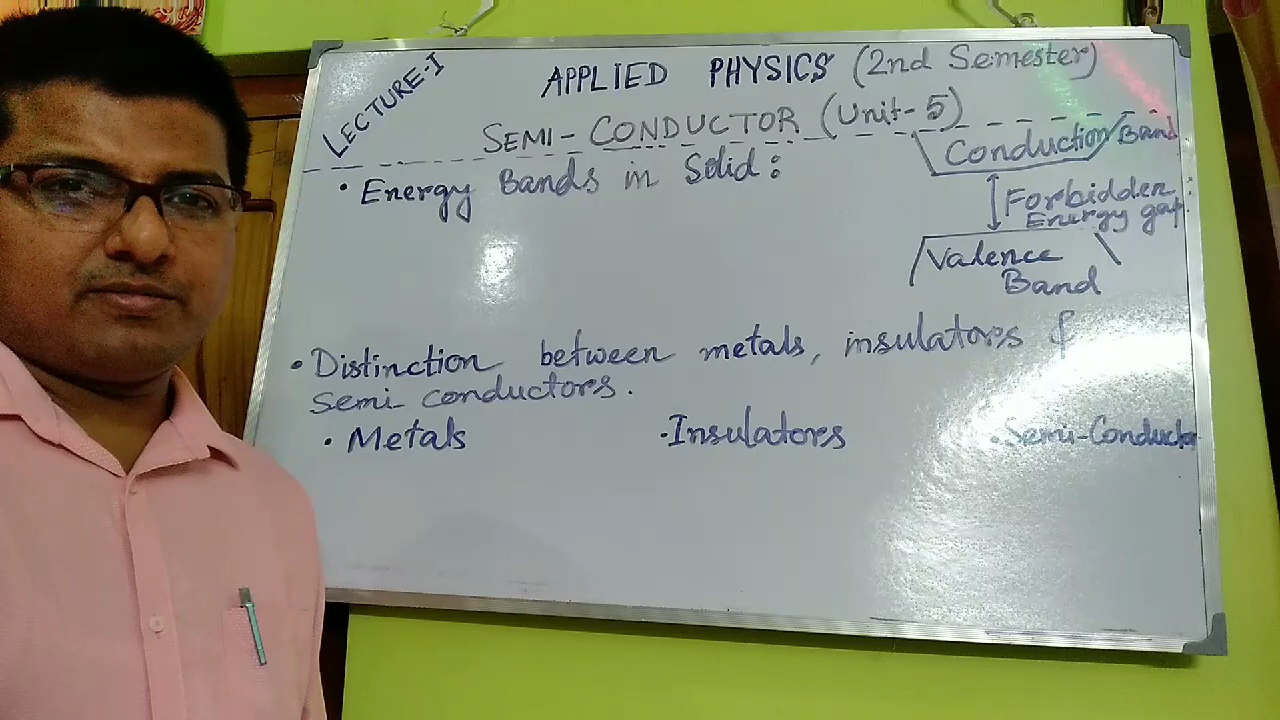 LECTURE-I
APPLIED PHYSICS (2nd Semester)
SEMI-CONDUCTOR (Unit-5)
• Energy Bands in Solid:
Conduction Band
Forbidden
Energy gap
Valence
Band
• Distinction between metals, insulators &
semi conductors.
• Metals
• Insulators
• Semi-Conductor